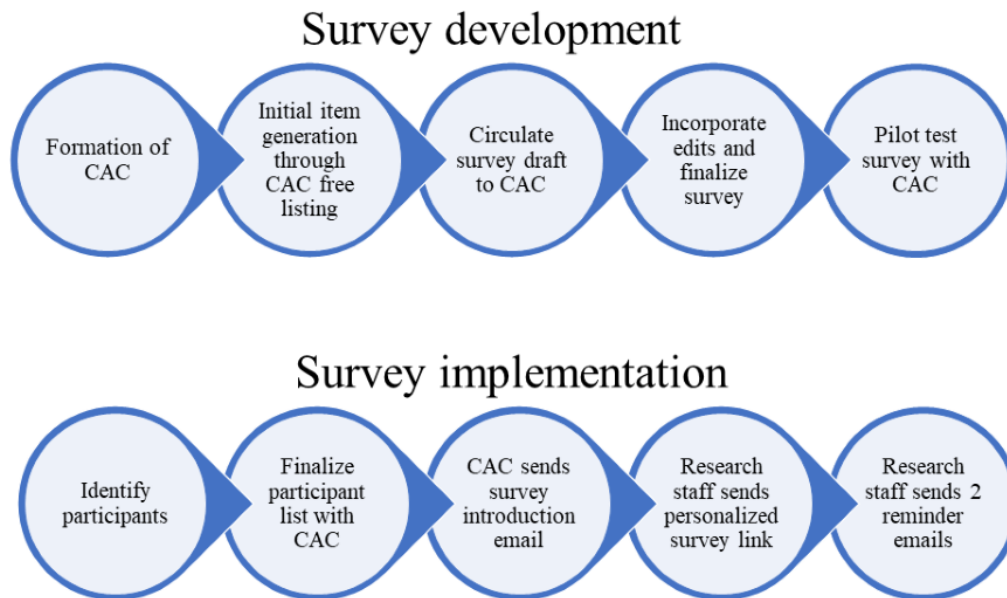 Survey development
Formation of
CAC
Initial item
generation
through
CAC free
listing
Circulate
survey draft
to CAC
Incorporate
edits and
finalize
survey
Pilot test
survey with
CAC
Survey implementation
Identify
participants
Finalize
participant
list with
CAC
CAC sends
survey
introduction
email
Research
staff sends
personalized
survey link
Research
staff sends 2
reminder
emails